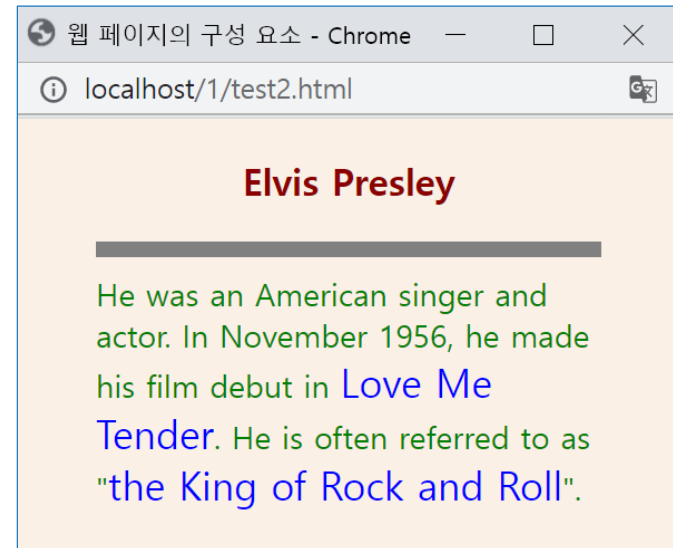 웹 페이지의 구성 요소 - Chrome
localhost/1/test2.html
Elvis Presley
He was an American singer and
actor. In November 1956, he made
his film debut in Love Me
Tender. He is often referred to as
"the King of Rock and Roll".